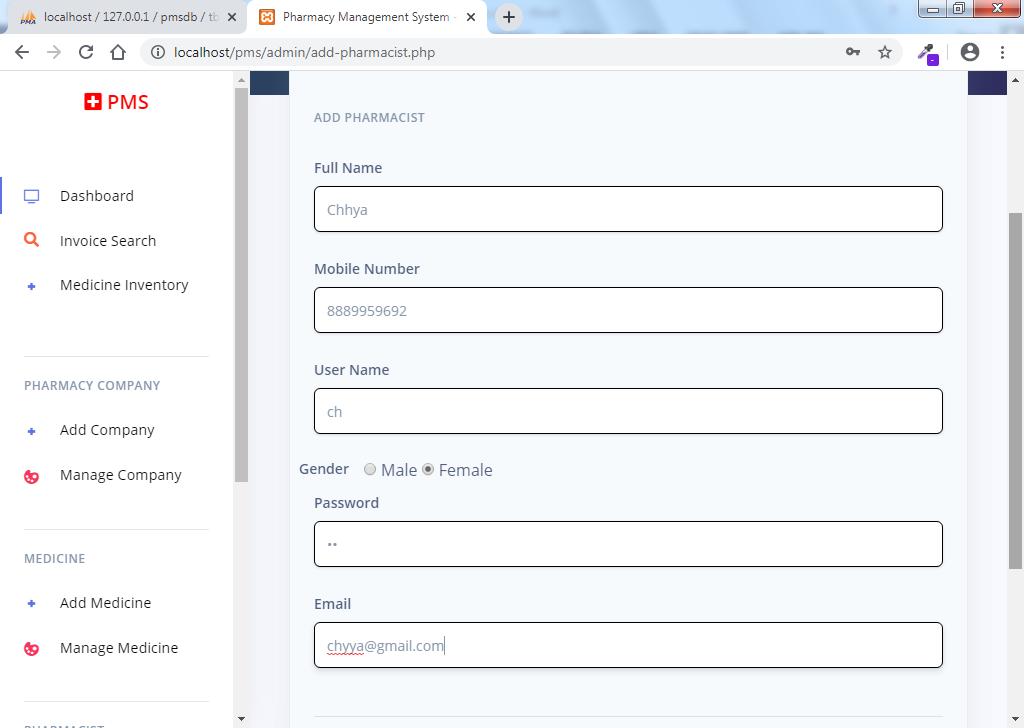 localhost / 127.0.0.1 / pmsdb / tb
Pharmacy Management System
localhost/pms/admin/add-pharmacist.php
PMS
Dashboard
Invoice Search
Medicine Inventory
PHARMACY COMPANY
Add Company
Manage Company
MEDICINE
Add Medicine
Manage Medicine
PHARMACIST
ADD PHARMACIST
Full Name
Chhya
Mobile Number
8889959692
User Name
ch
Gender Male Female
Password
••
Email
chyya@gmail.com